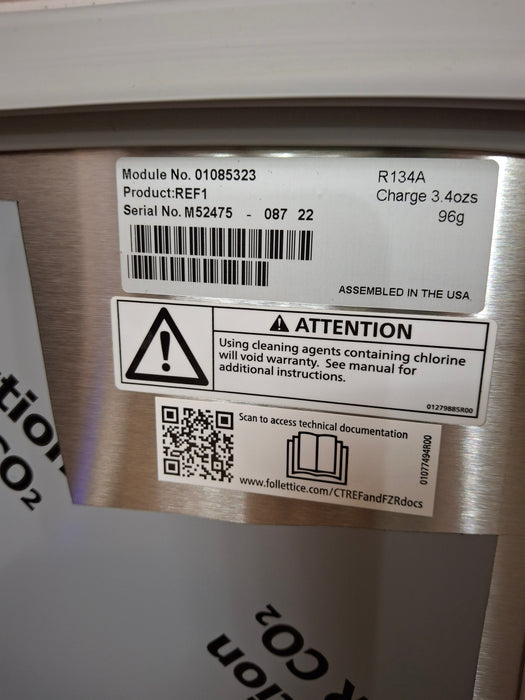 Module No. 01085323
Product:REF1
Serial No. M52475 - 087 22
R134A
Charge 3.4ozs
96g
ASSEMBLED IN THE USA
ATTENTION
Using cleaning agents containing chlorine
will void warranty. See manual for
additional instructions.
01279885R00
Scan to access technical documentation
www.follettice.com/CTREFandFZRdocs
01077494R00
CO2
CO2